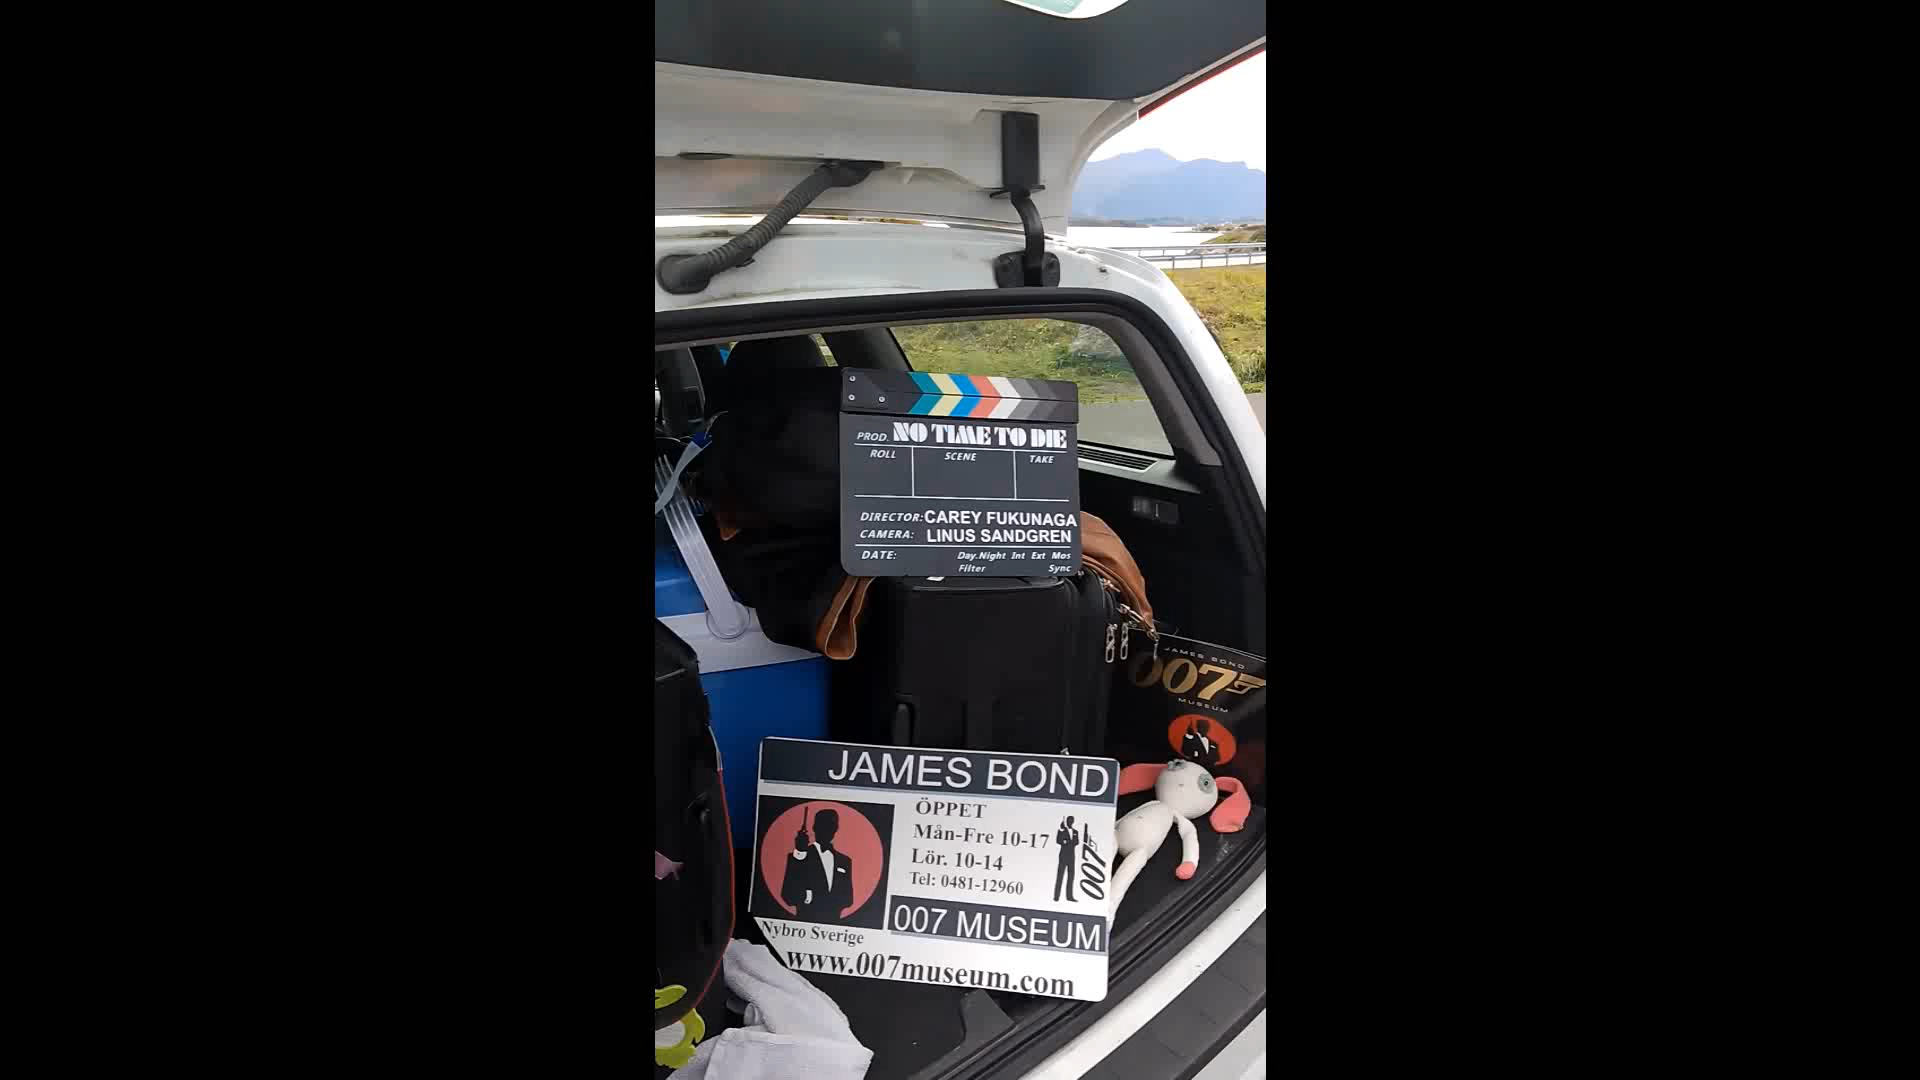 PROD. NO TIME TO DIE
ROLL SCENE TAKE
DIRECTOR: CAREY FUKUNAGA
CAMERA: LINUS SANDGREN
DATE: Day.Night Int Ext Mos
Filter Sync
JAMES BOND
007
MUSEUM
JAMES BOND
ÖPPET
Mån-Fre 10-17
Lör. 10-14
Tel: 0481-12960
007
007 MUSEUM
Nybro Sverige
www.007museum.com